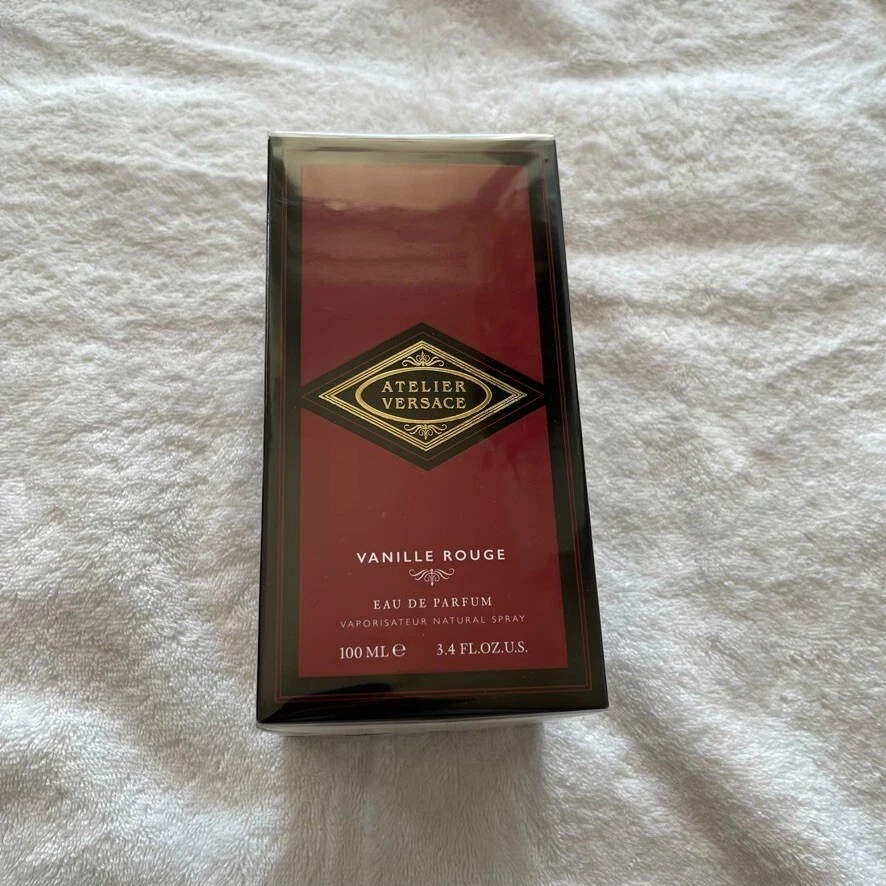 ATELIER
VERSACE
VANILLE ROUGE
EAU DE PARFUM
VAPORISATEUR NATURAL SPRAY
100 ML ℮ 3.4 FL.OZ.U.S.